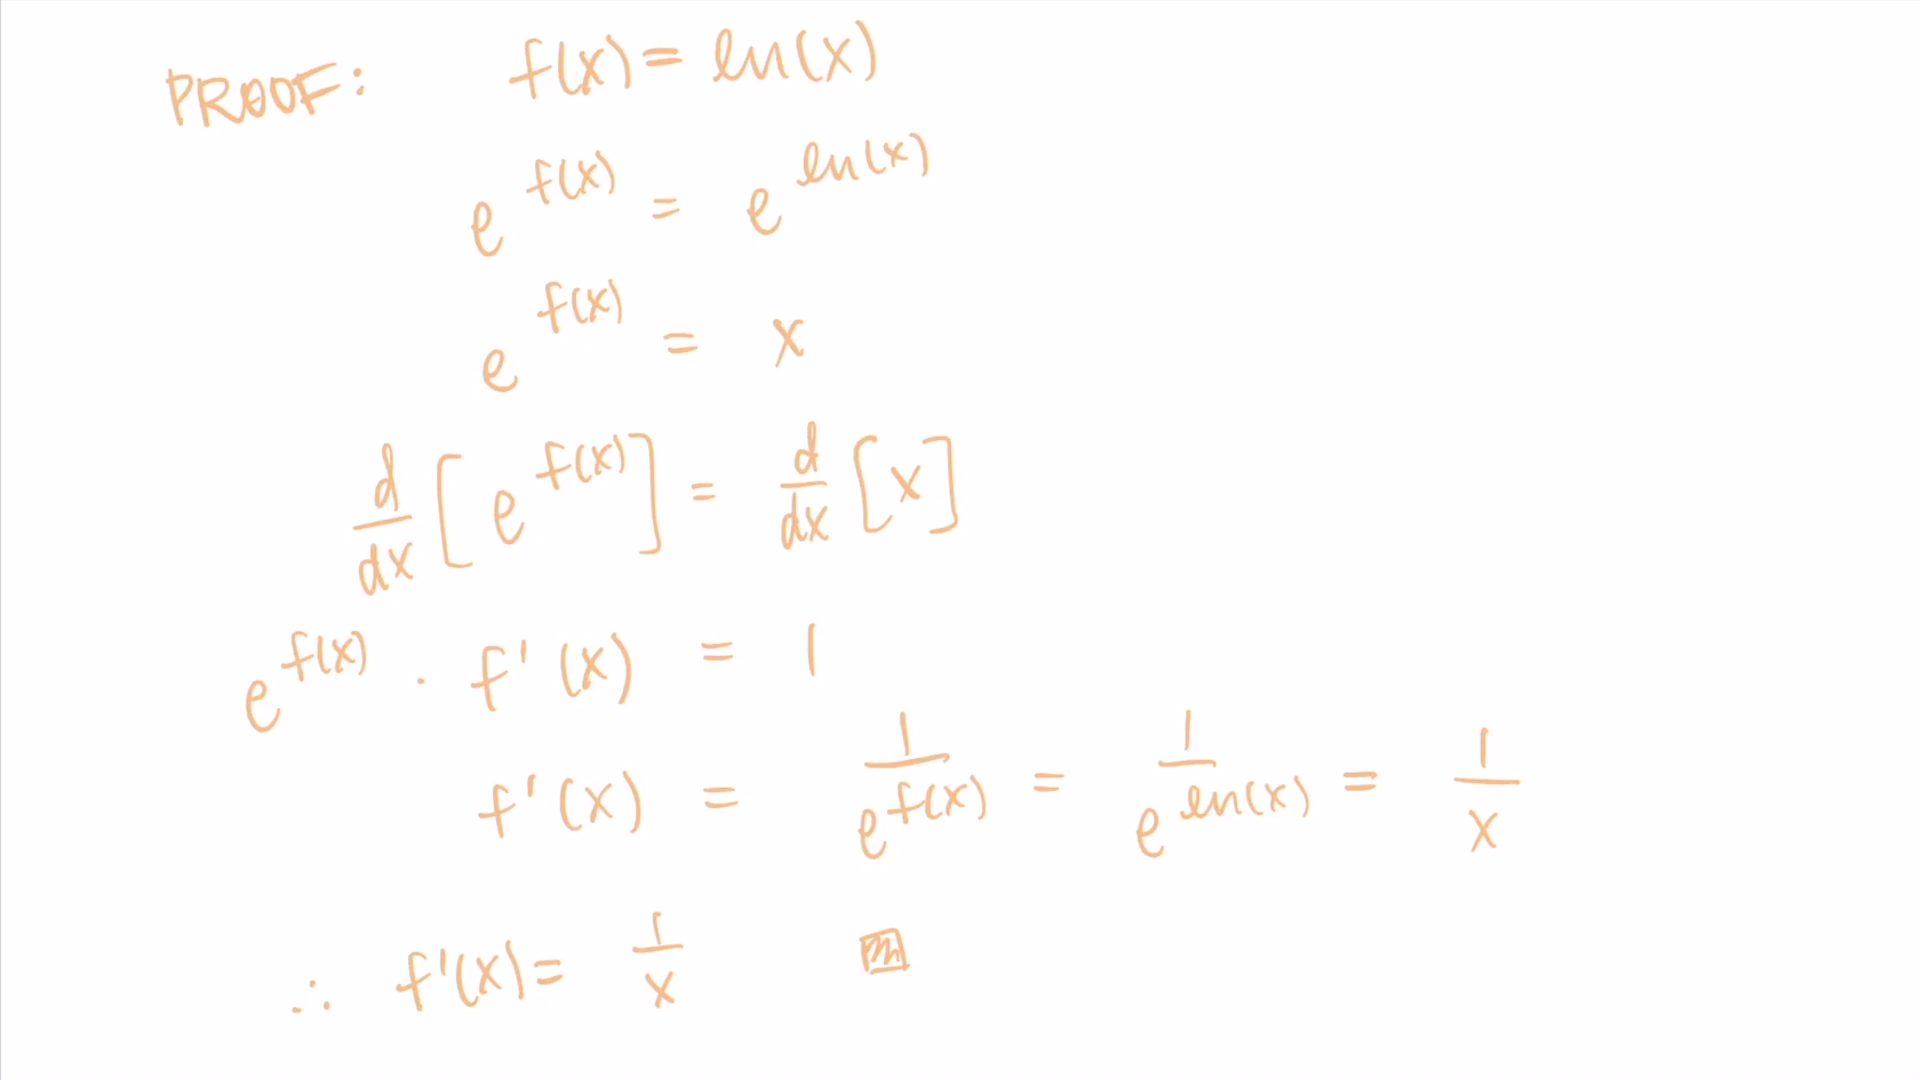 PROOF: f(x) = ln(x)
e^{f(x)} = e^{ln(x)}
e^{f(x)} = x
d/dx [e^{f(x)}] = d/dx [x]
e^{f(x)} · f'(x) = 1
f'(x) = 1/e^{f(x)} = 1/e^{ln(x)} = 1/x
∴ f'(x) = 1/x